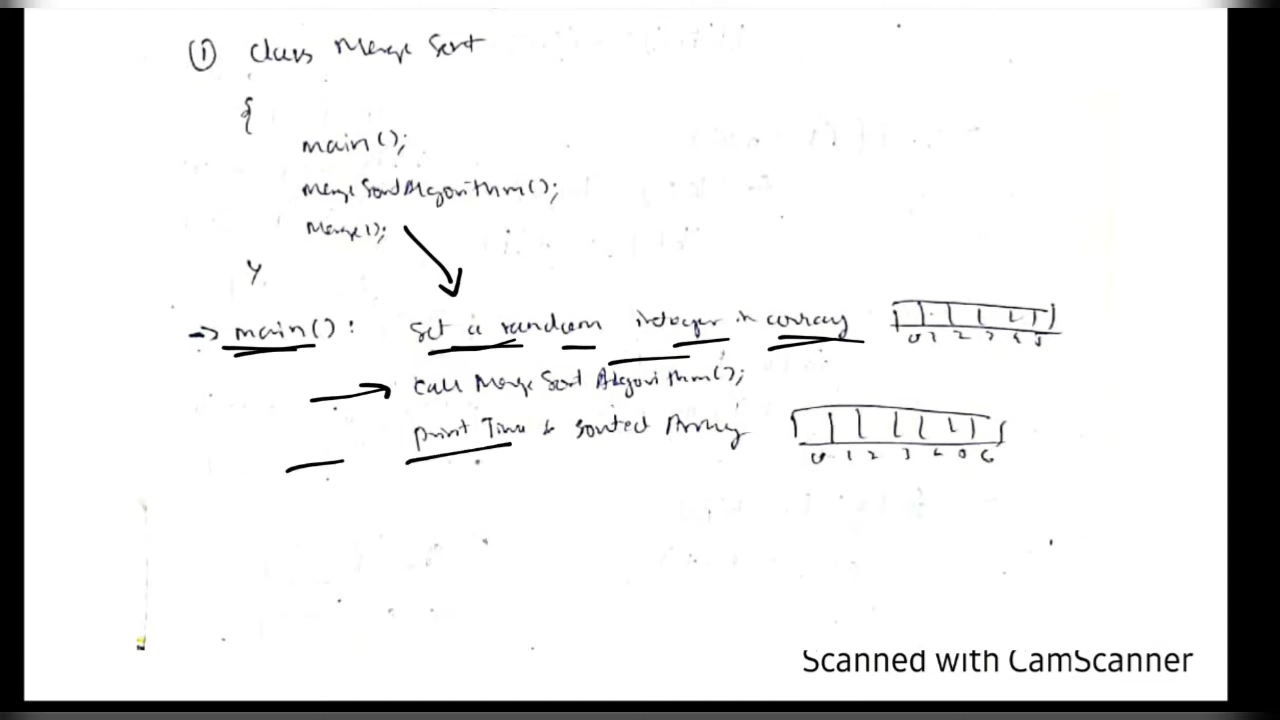 ① Class Merge Sort
{
main();
mergeSortAlgorithm();
Merge();
}
→ main() : Set a random integer in array
0 1 2 3 4 5
Call Merge Sort Algorithm();
print Time & sorted Array
0 1 2 3 4 5 6
Scanned with CamScanner